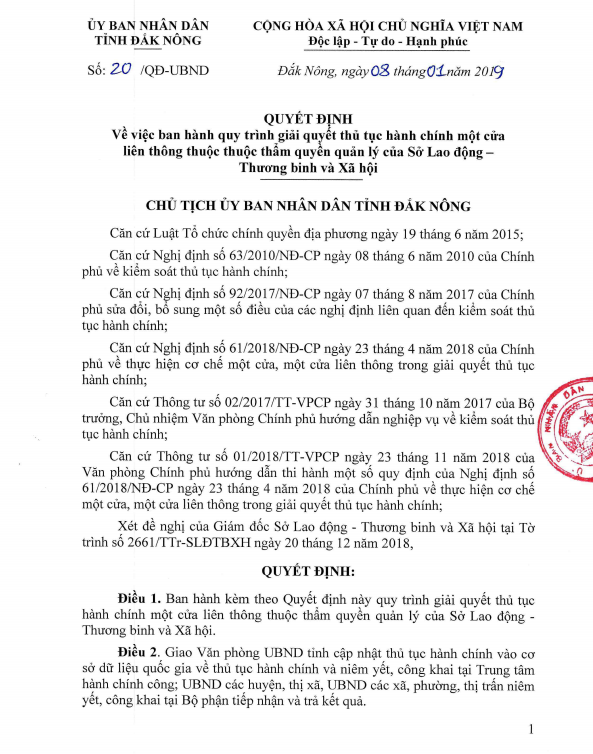 ỦY BAN NHÂN DÂN
TỈNH ĐẮK NÔNG
CỘNG HÒA XÃ HỘI CHỦ NGHĨA VIỆT NAM
Độc lập - Tự do - Hạnh phúc
Số: 20 /QĐ-UBND
Đắk Nông, ngày 08 tháng 01 năm 2019
QUYẾT ĐỊNH
Về việc ban hành quy trình giải quyết thủ tục hành chính một cửa
liên thông thuộc thuộc thẩm quyền quản lý của Sở Lao động –
Thương binh và Xã hội
CHỦ TỊCH ỦY BAN NHÂN DÂN TỈNH ĐẮK NÔNG
Căn cứ Luật Tổ chức chính quyền địa phương ngày 19 tháng 6 năm 2015;
Căn cứ Nghị định số 63/2010/NĐ-CP ngày 08 tháng 6 năm 2010 của Chính
phủ về kiểm soát thủ tục hành chính;
Căn cứ Nghị định số 92/2017/NĐ-CP ngày 07 tháng 8 năm 2017 của Chính
phủ sửa đổi, bổ sung một số điều của các nghị định liên quan đến kiểm soát thủ
tục hành chính;
Căn cứ Nghị định số 61/2018/NĐ-CP ngày 23 tháng 4 năm 2018 của Chính
phủ về thực hiện cơ chế một cửa, một cửa liên thông trong giải quyết thủ tục
hành chính;
Căn cứ Thông tư số 02/2017/TT-VPCP ngày 31 tháng 10 năm 2017 của Bộ
trưởng, Chủ nhiệm Văn phòng Chính phủ hướng dẫn nghiệp vụ về kiểm soát thủ
tục hành chính;
Căn cứ Thông tư số 01/2018/TT-VPCP ngày 23 tháng 11 năm 2018 của
Văn phòng Chính phủ hướng dẫn thi hành một số quy định của Nghị định số
61/2018/NĐ-CP ngày 23 tháng 4 năm 2018 của Chính phủ về thực hiện cơ chế
một cửa, một cửa liên thông trong giải quyết thủ tục hành chính;
Xét đề nghị của Giám đốc Sở Lao động - Thương binh và Xã hội tại Tờ
trình số 2661/TTr-SLĐTBXH ngày 20 tháng 12 năm 2018,
QUYẾT ĐỊNH:
Điều 1. Ban hành kèm theo Quyết định này quy trình giải quyết thủ tục
hành chính một cửa liên thông thuộc thẩm quyền quản lý của Sở Lao động -
Thương binh và Xã hội.
Điều 2. Giao Văn phòng UBND tỉnh cập nhật thủ tục hành chính vào cơ
sở dữ liệu quốc gia về thủ tục hành chính và niêm yết, công khai tại Trung tâm
hành chính công; UBND các huyện, thị xã, UBND các xã, phường, thị trấn niêm
yết, công khai tại Bộ phận tiếp nhận và trả kết quả.
BAN NHÂN DÂN
1